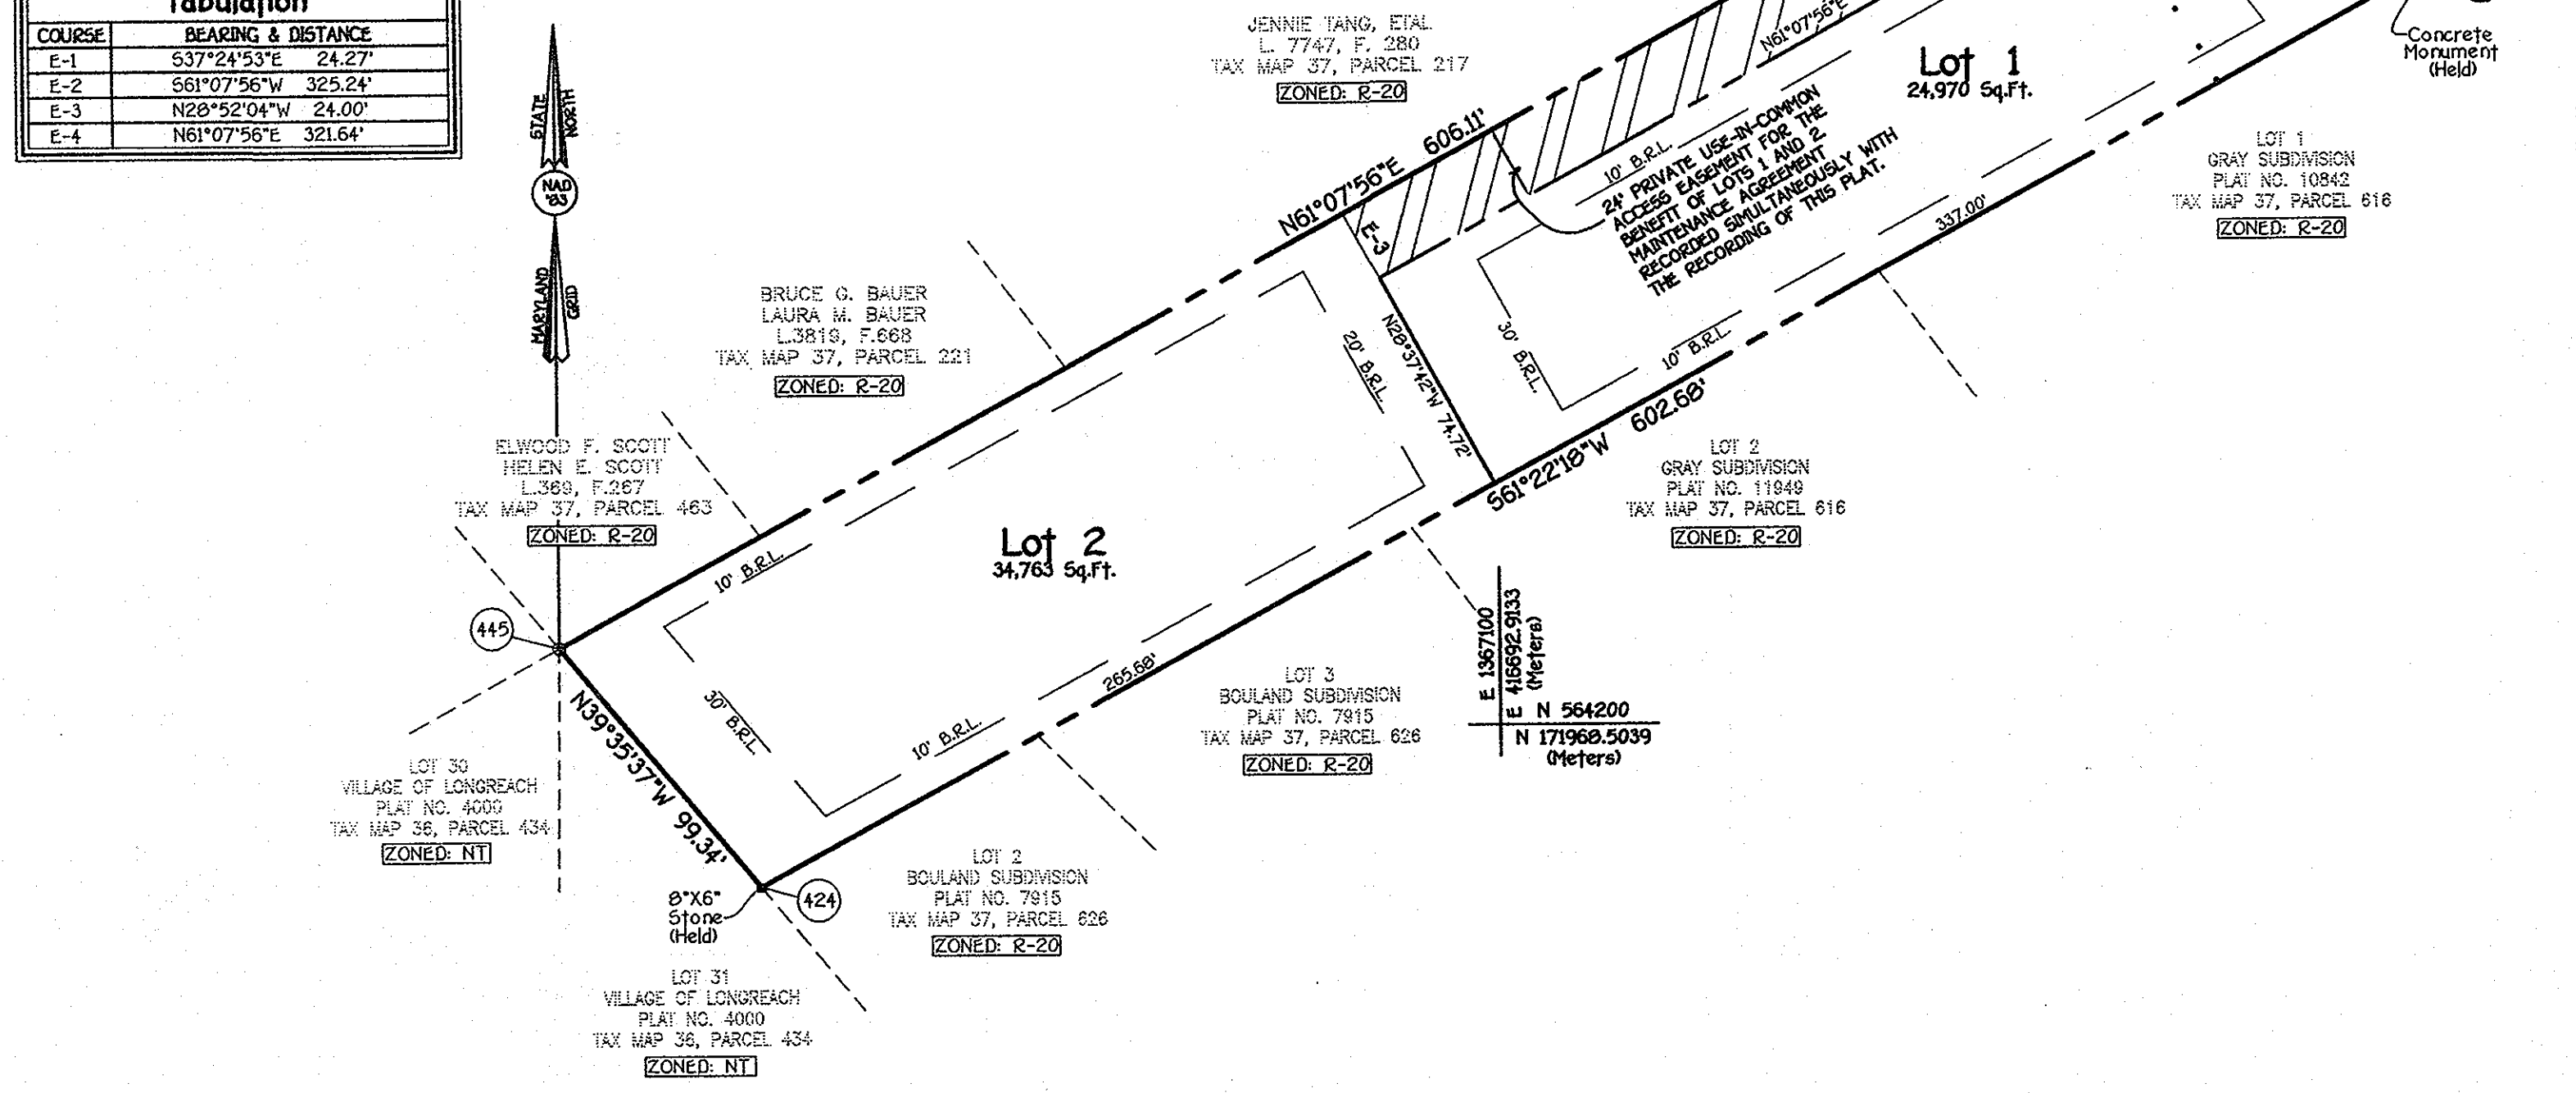 Tabulation
COURSE BEARING & DISTANCE
E-1 S37°24'53"E 24.27'
E-2 S61°07'56"W 325.24'
E-3 N28°52'04"W 24.00'
E-4 N61°07'56"E 321.64'
STATE NORTH
NAD '83
MARYLAND GRID
JENNIE TANG, ETAL
L. 7747, F. 280
TAX MAP 37, PARCEL 217
ZONED: R-20
N61°07'56"E
Lot 1
24,970 Sq.Ft.
Concrete
Monument
(Held)
N61°07'56"E 606.11'
E-3
10' B.R.L.
24' PRIVATE USE-IN-COMMON
ACCESS EASEMENT FOR THE
BENEFIT OF LOTS 1 AND 2
MAINTENANCE AGREEMENT
RECORDED SIMULTANEOUSLY WITH
THE RECORDING OF THIS PLAT.
LOT 1
GRAY SUBDIVISION
PLAT NO. 10842
TAX MAP 37, PARCEL 616
ZONED: R-20
337.00'
BRUCE G. BAUER
LAURA M. BAUER
L.3819, F.668
TAX MAP 37, PARCEL 221
ZONED: R-20
20' B.R.L.
N28°37'42"W 74.72'
30' B.R.L.
10' B.R.L.
S61°22'18"W 602.68'
ELWOOD F. SCOTT
HELEN E. SCOTT
L.369, F.267
TAX MAP 37, PARCEL 463
ZONED: R-20
LOT 2
GRAY SUBDIVISION
PLAT NO. 11949
TAX MAP 37, PARCEL 616
ZONED: R-20
Lot 2
34,763 Sq.Ft.
10' B.R.L.
445
N39°35'37"W 99.34'
30' B.R.L.
10' B.R.L.
265.68'
LOT 3
BOULAND SUBDIVISION
PLAT NO. 7915
TAX MAP 37, PARCEL 626
ZONED: R-20
E 1367100
E 416692.9133
(Meters)
N 564200
N 171968.5039
(Meters)
LOT 30
VILLAGE OF LONGREACH
PLAT NO. 4000
TAX MAP 36, PARCEL 434
ZONED: NT
8"X6"
Stone
(Held)
424
LOT 2
BOULAND SUBDIVISION
PLAT NO. 7915
TAX MAP 37, PARCEL 626
ZONED: R-20
LOT 31
VILLAGE OF LONGREACH
PLAT NO. 4000
TAX MAP 36, PARCEL 434
ZONED: NT